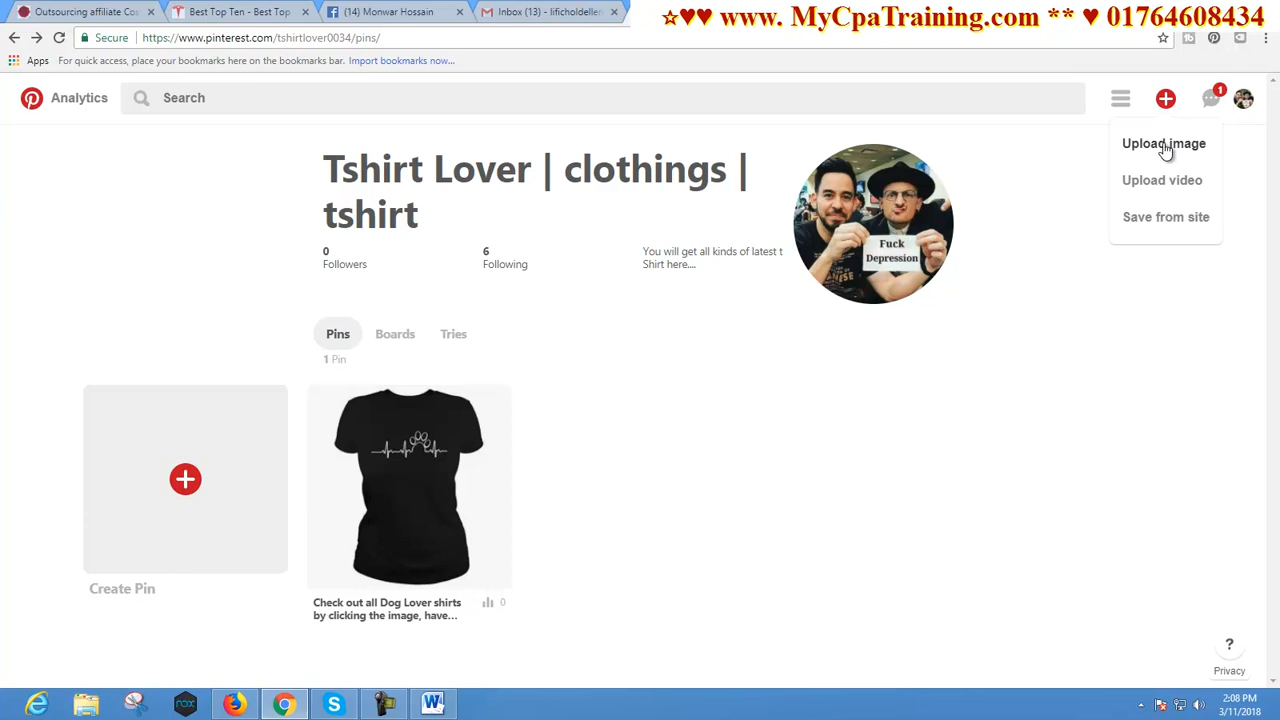 Outsourcing affiliate Co
Best Top Ten - Best Top
(14) Monwar Hossain
Inbox (13) - lificholdeller
☆♥♥ www. MyCpaTraining.com ** ♥ 01764608434
Secure
https://www.pinterest.com/tshirtlover0034/pins/
Apps
For quick access, place your bookmarks here on the bookmarks bar. Import bookmarks now...
Analytics
Search
1
Upload image
Upload video
Save from site
Tshirt Lover | clothings |
tshirt
0
Followers
6
Following
You will get all kinds of latest t
Shirt here....
Fuck
Depression
Pins
Boards
Tries
1 Pin
Create Pin
Check out all Dog Lover shirts
by clicking the image, have...
0
?
Privacy
nox
2:08 PM
3/11/2018